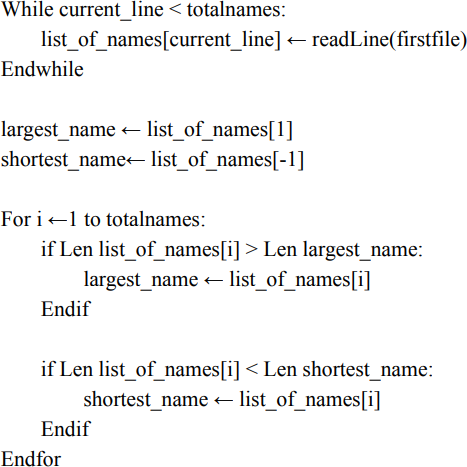 While current_line < totalnames:
list_of_names[current_line] ← readLine(firstfile)
Endwhile
largest_name ← list_of_names[1]
shortest_name← list_of_names[-1]
For i ←1 to totalnames:
if Len list_of_names[i] > Len largest_name:
largest_name ← list_of_names[i]
Endif
if Len list_of_names[i] < Len shortest_name:
shortest_name ← list_of_names[i]
Endif
Endfor